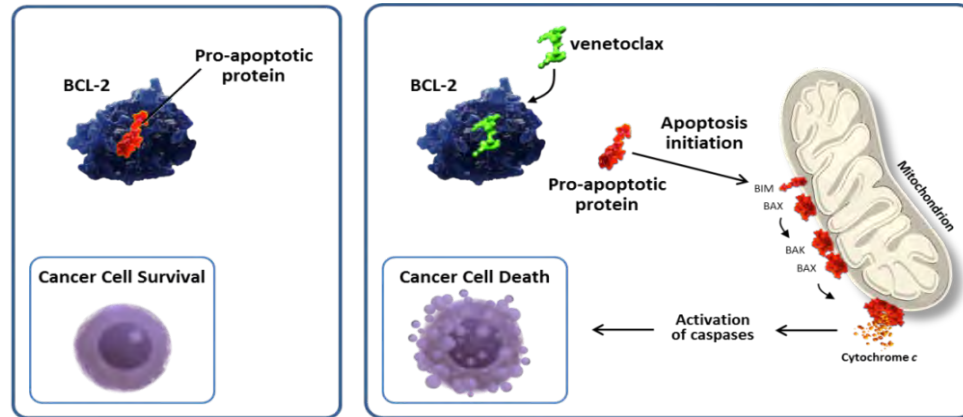 Pro-apoptotic
protein
BCL-2
Cancer Cell Survival
venetoclax
BCL-2
Apoptosis
initiation
Pro-apoptotic
protein
Mitochondrion
BIM
BAX
BAK
BAX
Cancer Cell Death
Activation
of caspases
Cytochrome c